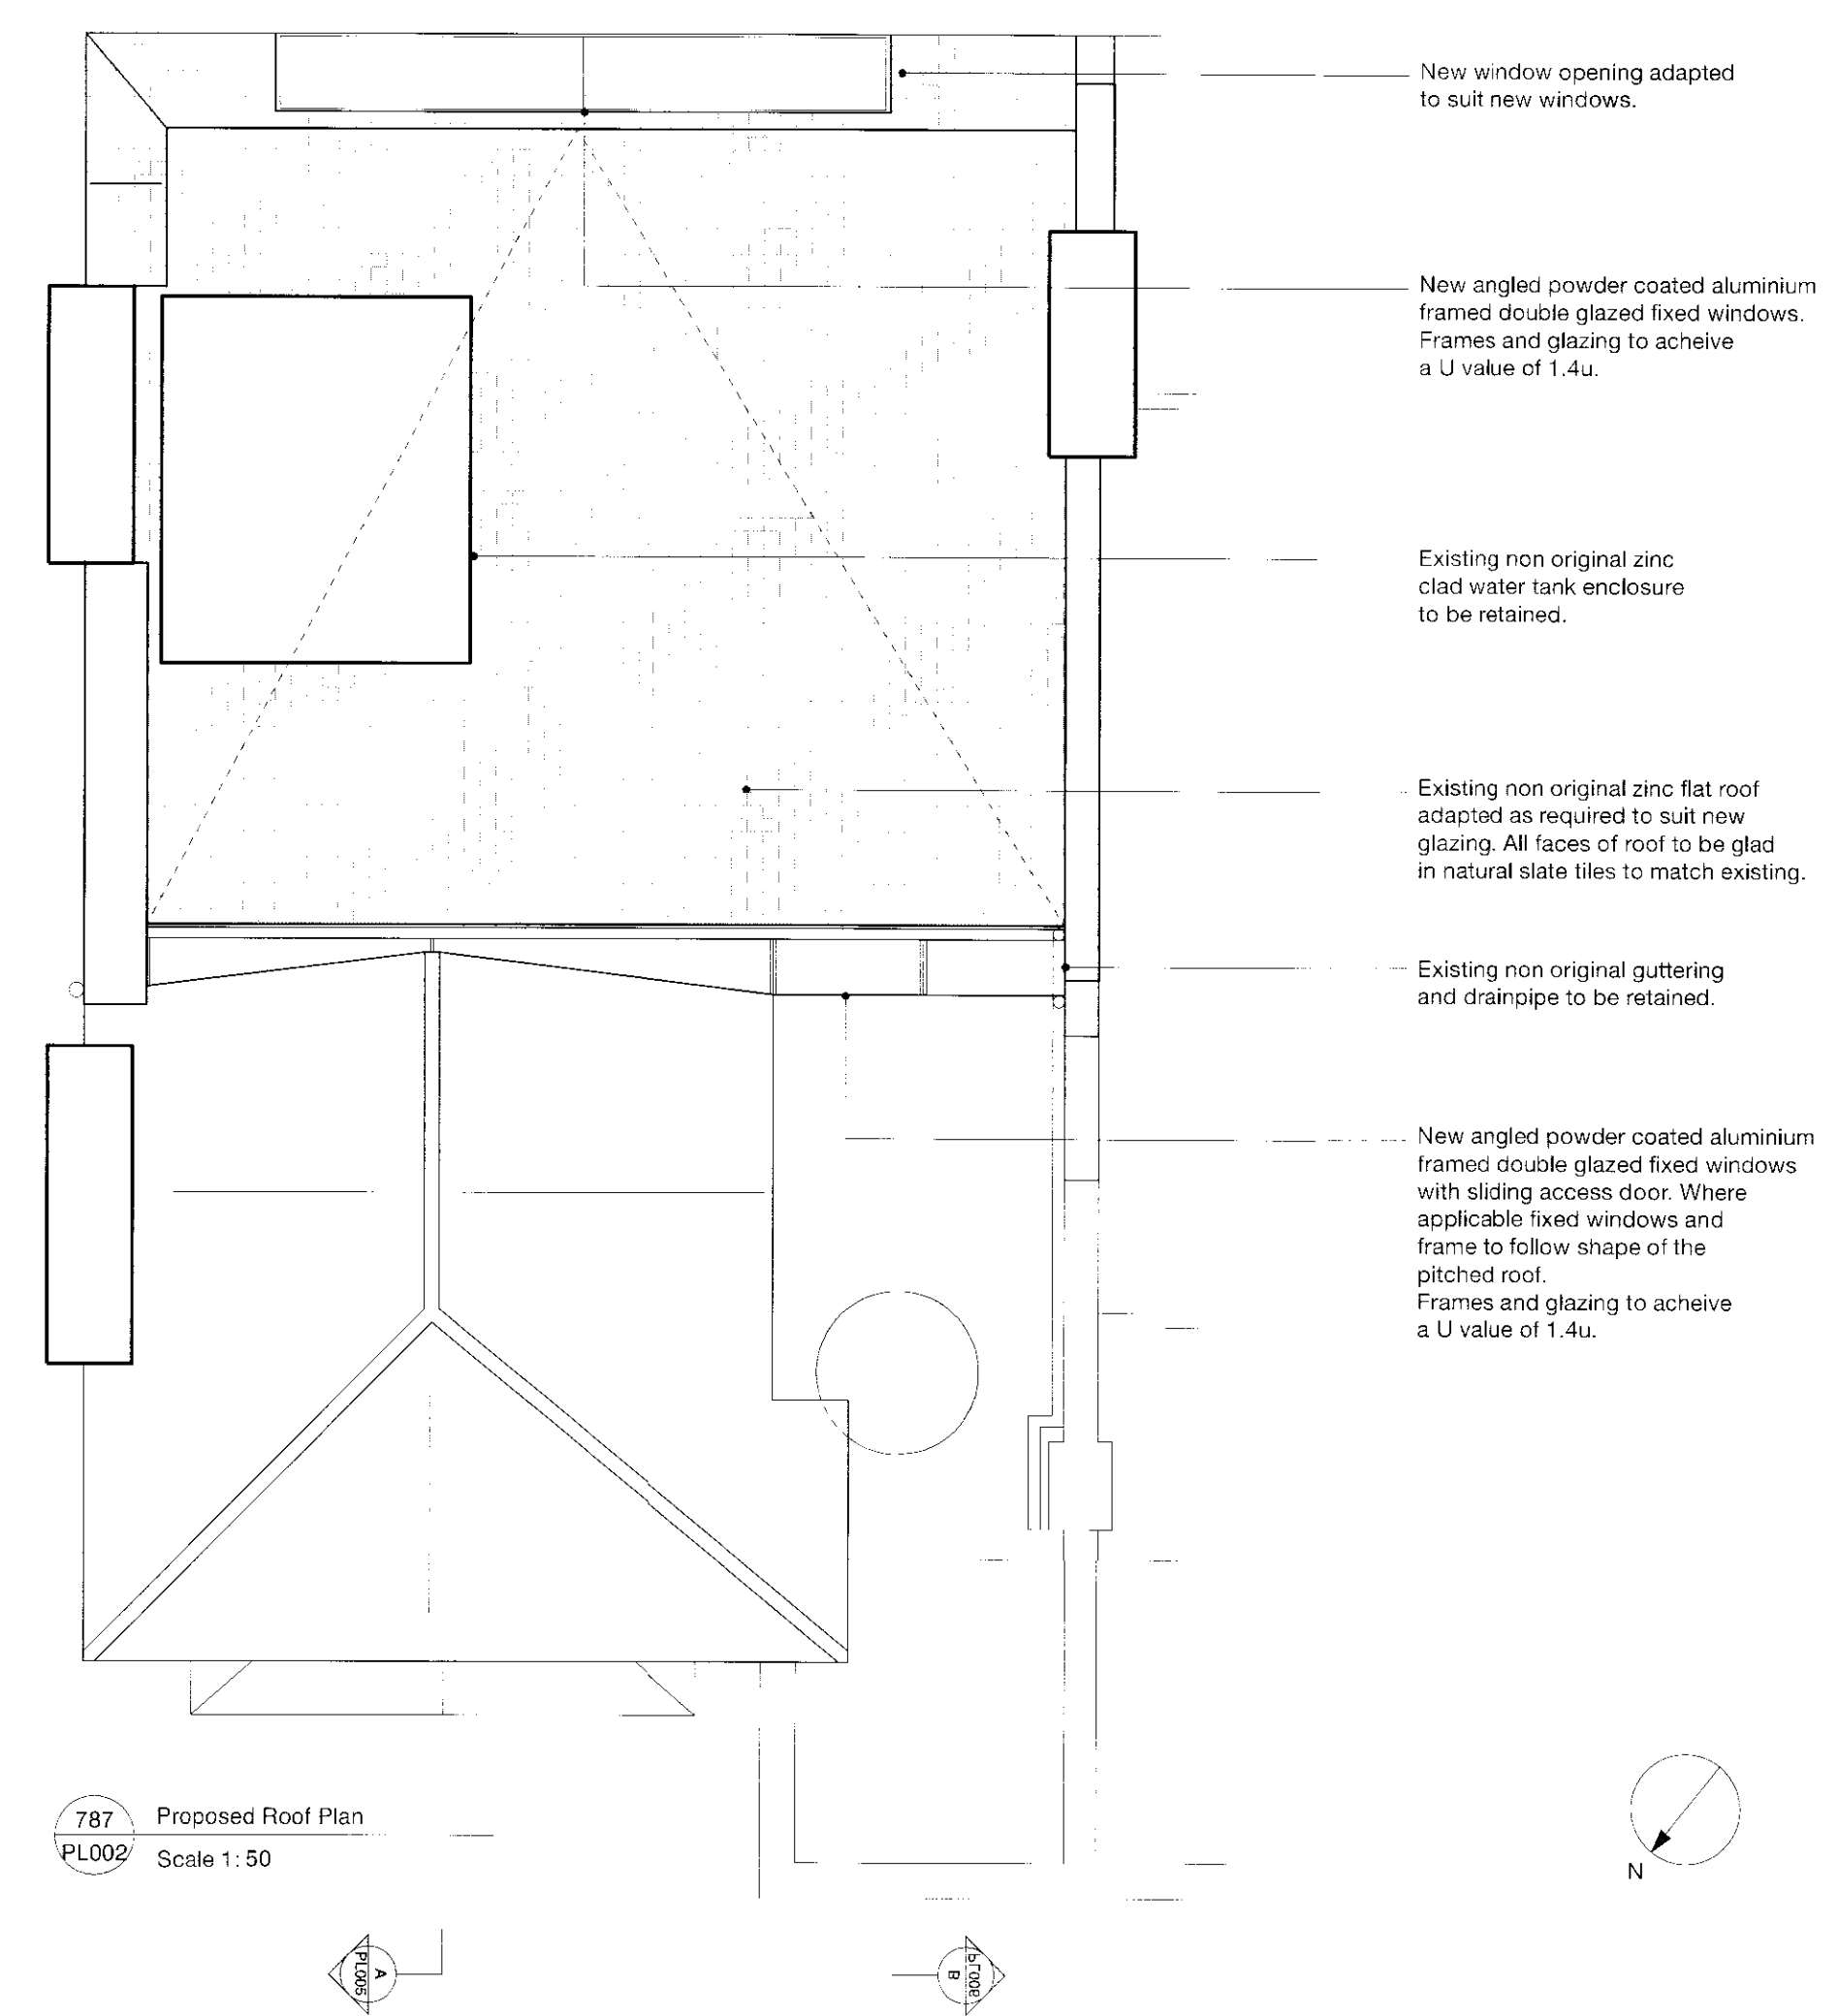 New window opening adapted
to suit new windows.
New angled powder coated aluminium
framed double glazed fixed windows.
Frames and glazing to acheive
a U value of 1.4u.
Existing non original zinc
clad water tank enclosure
to be retained.
Existing non original zinc flat roof
adapted as required to suit new
glazing. All faces of roof to be glad
in natural slate tiles to match existing.
Existing non original guttering
and drainpipe to be retained.
New angled powder coated aluminium
framed double glazed fixed windows
with sliding access door. Where
applicable fixed windows and
frame to follow shape of the
pitched roof.
Frames and glazing to acheive
a U value of 1.4u.
787
Proposed Roof Plan
PL002
Scale 1:50
N
A
PL005
B
PL006